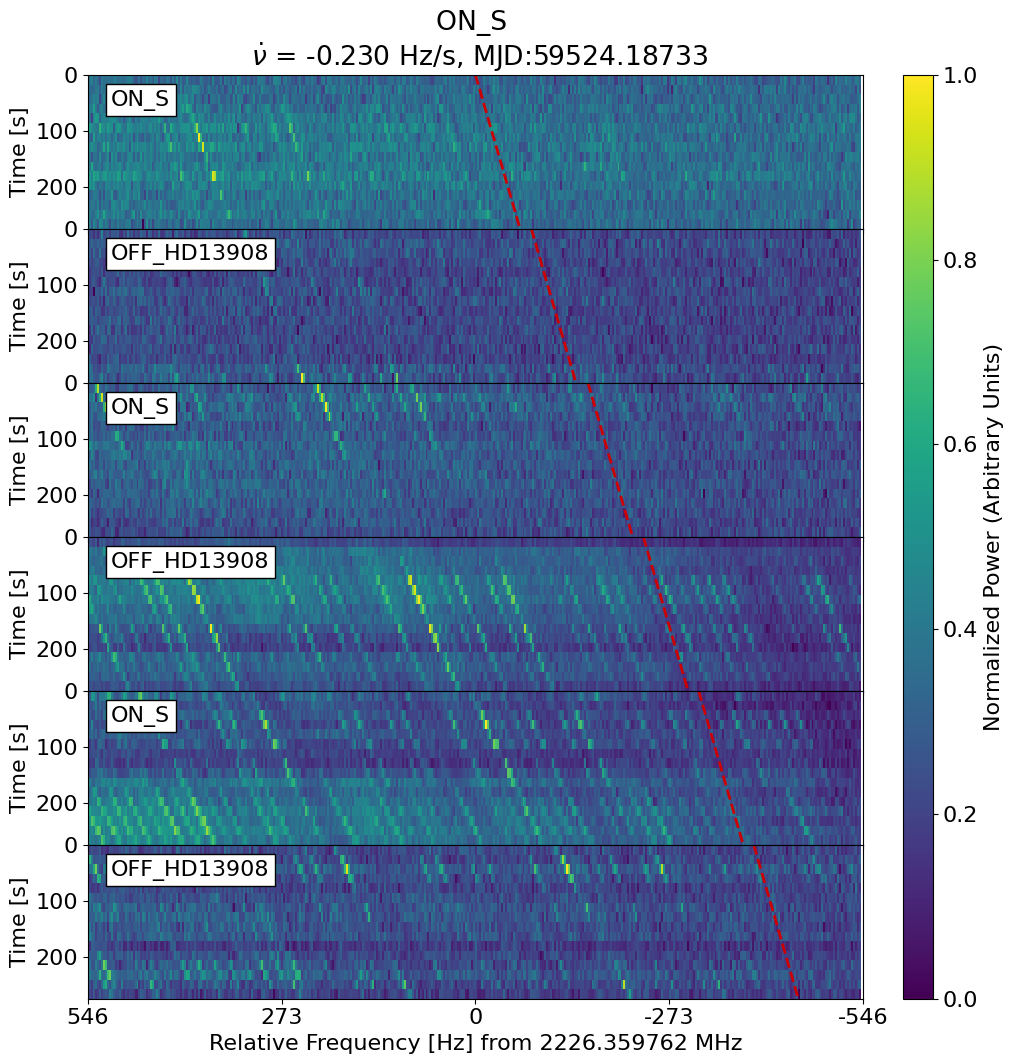 ON_S
ν̇ = -0.230 Hz/s, MJD:59524.18733
0
100
200
Time [s]
ON_S
0
100
200
Time [s]
OFF_HD13908
0
100
200
Time [s]
ON_S
0
100
200
Time [s]
OFF_HD13908
0
100
200
Time [s]
ON_S
0
100
200
Time [s]
OFF_HD13908
546 273 0 -273 -546
Relative Frequency [Hz] from 2226.359762 MHz
1.0
0.8
0.6
0.4
0.2
0.0
Normalized Power (Arbitrary Units)